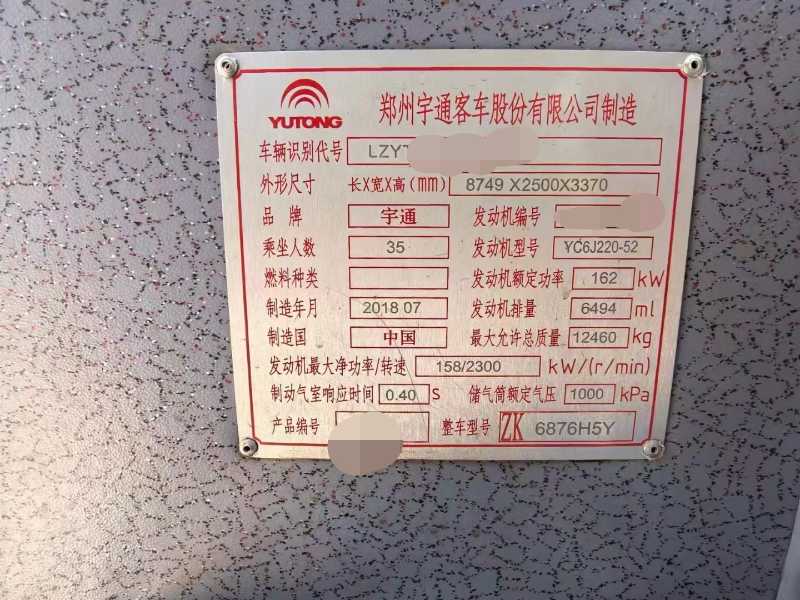 YUTONG
郑州宇通客车股份有限公司制造
车辆识别代号 LZYT
外形尺寸 长X宽X高(mm) 8749 X2500X3370
品牌 宇通 发动机编号
乘坐人数 35 发动机型号 YC6J220-52
燃料种类 发动机额定功率 162 kW
制造年月 2018 07 发动机排量 6494 ml
制造国 中国 最大允许总质量 12460 kg
发动机最大净功率/转速 158/2300 kW/(r/min)
制动气室响应时间 0.40 S 储气筒额定气压 1000 kPa
产品编号 整车型号 ZK 6876H5Y